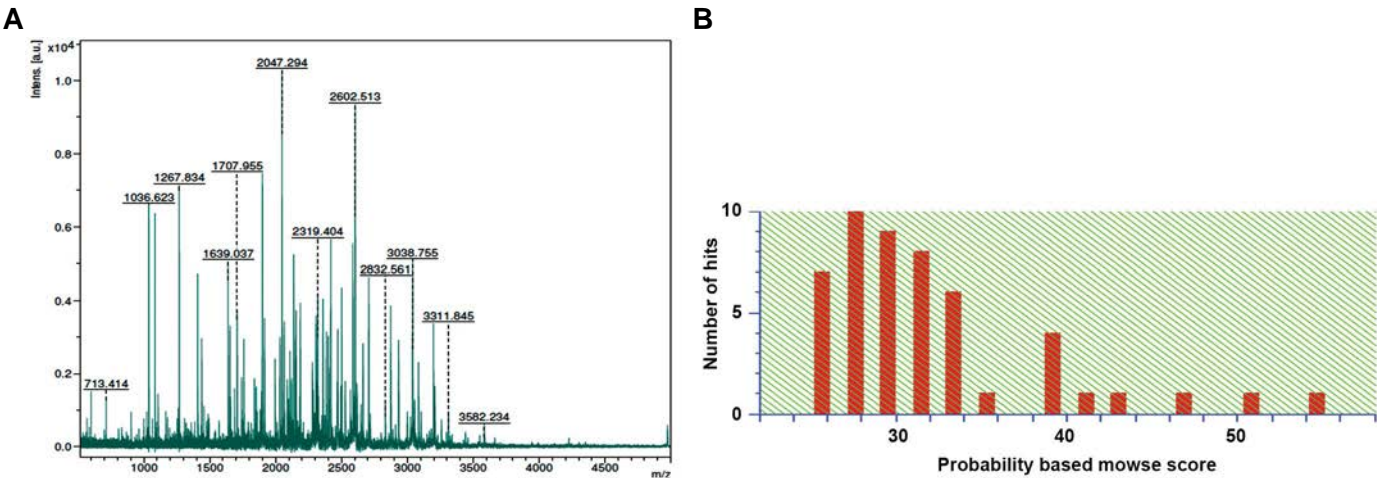 A
B
x10⁴
Intens. [a.u.]
2047.294
1.0
2602.513
0.8
1707.955
1267.834
1036.623
0.6
2319.404
1639.037
3038.755
2832.561
0.4
3311.845
0.2
713.414
3582.234
0.0
1000 1500 2000 2500 3000 3500 4000 4500
m/z
10
5
0
Number of hits
30 40 50
Probability based mowse score